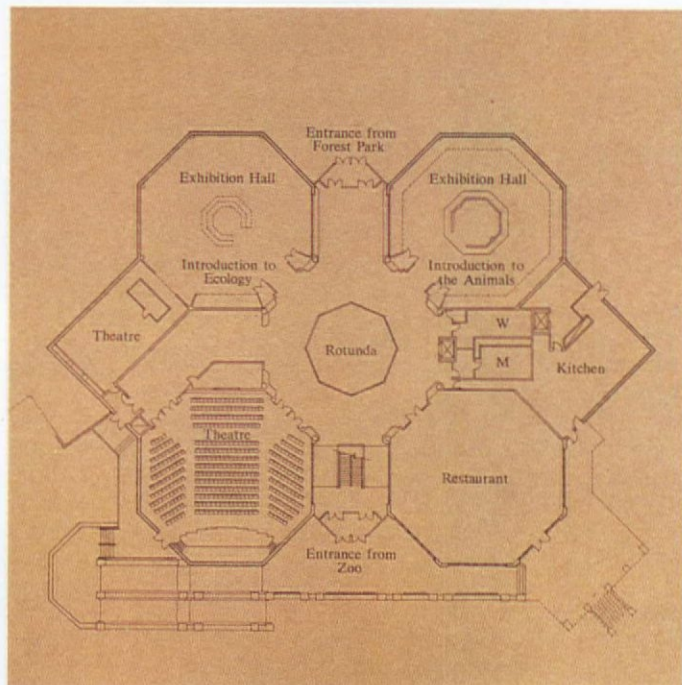 Entrance from
Forest Park
Exhibition Hall
Exhibition Hall
Introduction to
Ecology
Introduction to
the Animals
Theatre
Rotunda
W
M
Kitchen
Theatre
Restaurant
Entrance from
Zoo